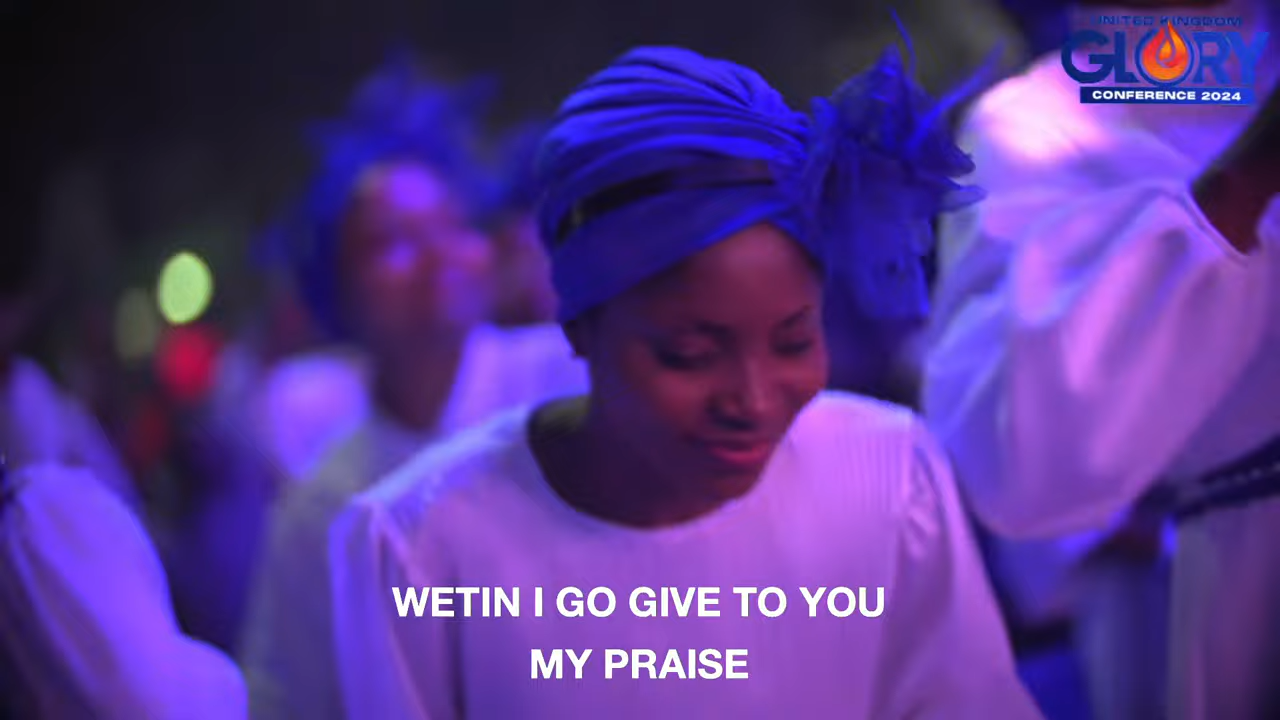 UNITED KINGDOM
GLORY
CONFERENCE 2024
WETIN I GO GIVE TO YOU
MY PRAISE